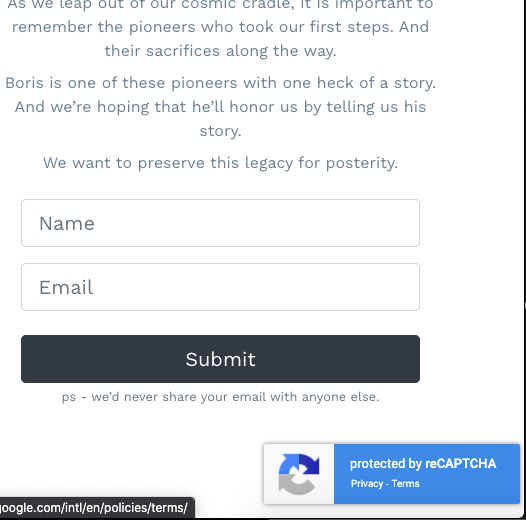 As we leap out of our cosmic cradle, it is important to
remember the pioneers who took our first steps. And
their sacrifices along the way.
Boris is one of these pioneers with one heck of a story.
And we’re hoping that he’ll honor us by telling us his
story.
We want to preserve this legacy for posterity.
Name
Email
Submit
ps - we’d never share your email with anyone else.
protected by reCAPTCHA
Privacy - Terms
google.com/intl/en/policies/terms/